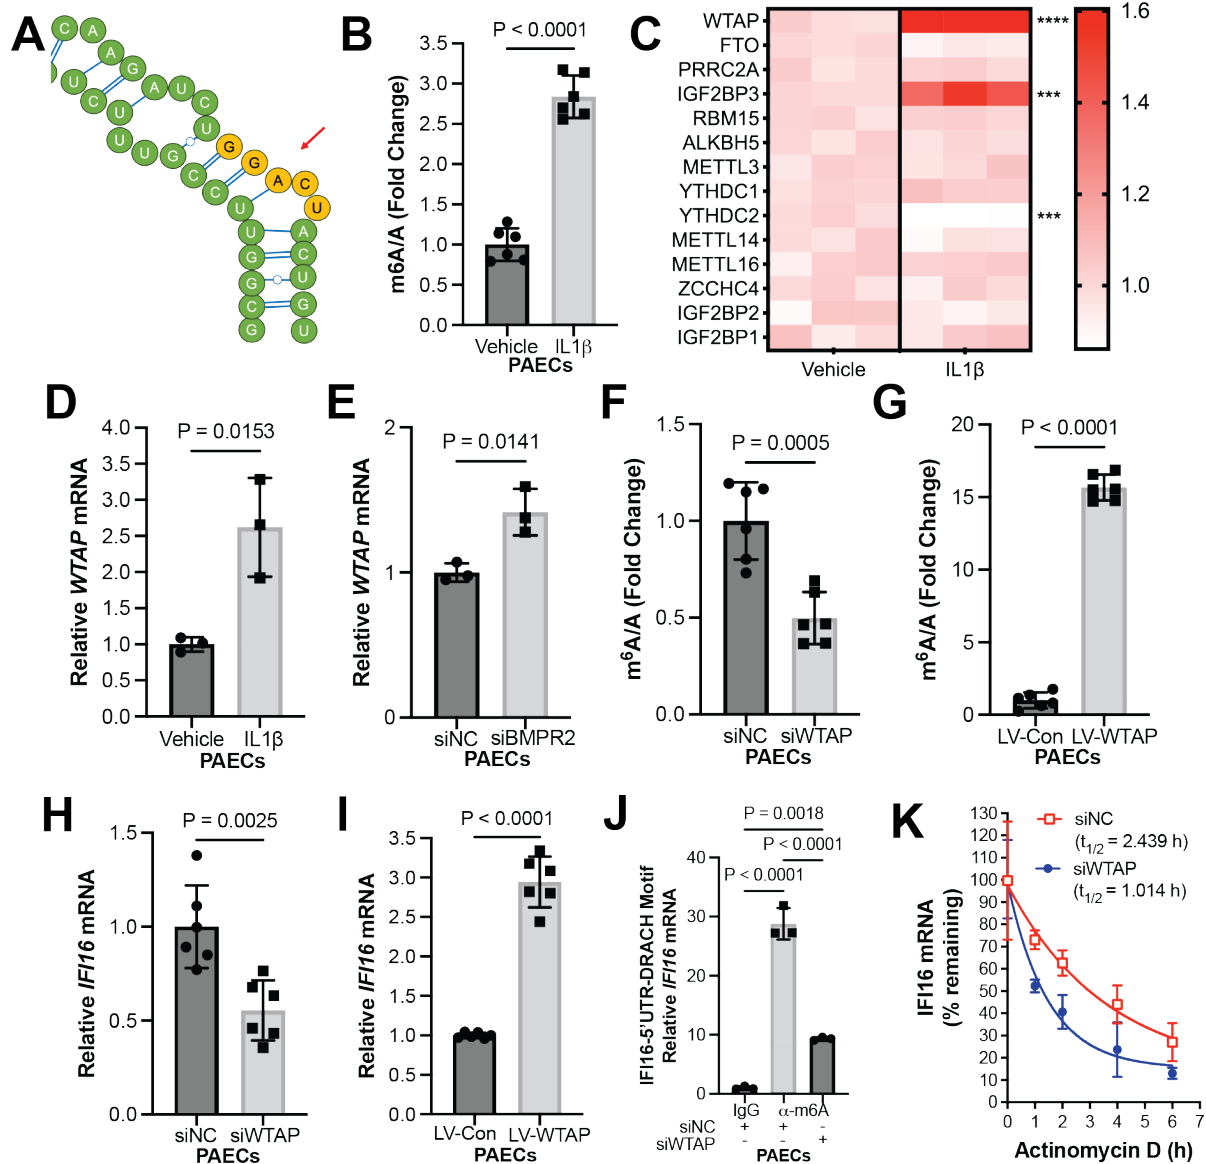 A
C A A G A U C U G G A C U
U C U U U G C C U U G G C G
A C U G U
B
P < 0.0001
m6A/A (Fold Change)
3.5
3.0
2.5
2.0
1.5
1.0
0.5
0.0
Vehicle IL1β
PAECs
C
WTAP ****
FTO
PRRC2A
IGF2BP3 ***
RBM15
ALKBH5
METTL3
YTHDC1
YTHDC2 ***
METTL14
METTL16
ZCCHC4
IGF2BP2
IGF2BP1
Vehicle IL1β
1.6
1.4
1.2
1.0
D
P = 0.0153
Relative WTAP mRNA
4.0
3.5
3.0
2.5
2.0
1.5
1.0
0.5
0.0
Vehicle IL1β
PAECs
E
P = 0.0141
Relative WTAP mRNA
2
1
0
siNC siBMPR2
PAECs
F
P = 0.0005
m⁶A/A (Fold Change)
1.5
1.0
0.5
0.0
siNC siWTAP
PAECs
G
P < 0.0001
m⁶A/A (Fold Change)
20
15
10
5
0
LV-Con LV-WTAP
PAECs
H
P = 0.0025
Relative IFI16 mRNA
1.5
1.0
0.5
0.0
siNC siWTAP
PAECs
I
P < 0.0001
Relative IFI16 mRNA
3.5
3.0
2.5
2.0
1.5
1.0
0.5
0.0
LV-Con LV-WTAP
PAECs
J
P = 0.0018
P < 0.0001
P < 0.0001
IFI16-5'UTR-DRACH Motif
Relative IFI16 mRNA
40
30
20
10
0
IgG α-m6A
siNC + + -
siWTAP - - +
PAECs
K
siNC
(t1/2 = 2.439 h)
siWTAP
(t1/2 = 1.014 h)
IFI16 mRNA
(% remaining)
130
120
110
100
90
80
70
60
50
40
30
20
10
0
0 1 2 3 4 5 6 7
Actinomycin D (h)